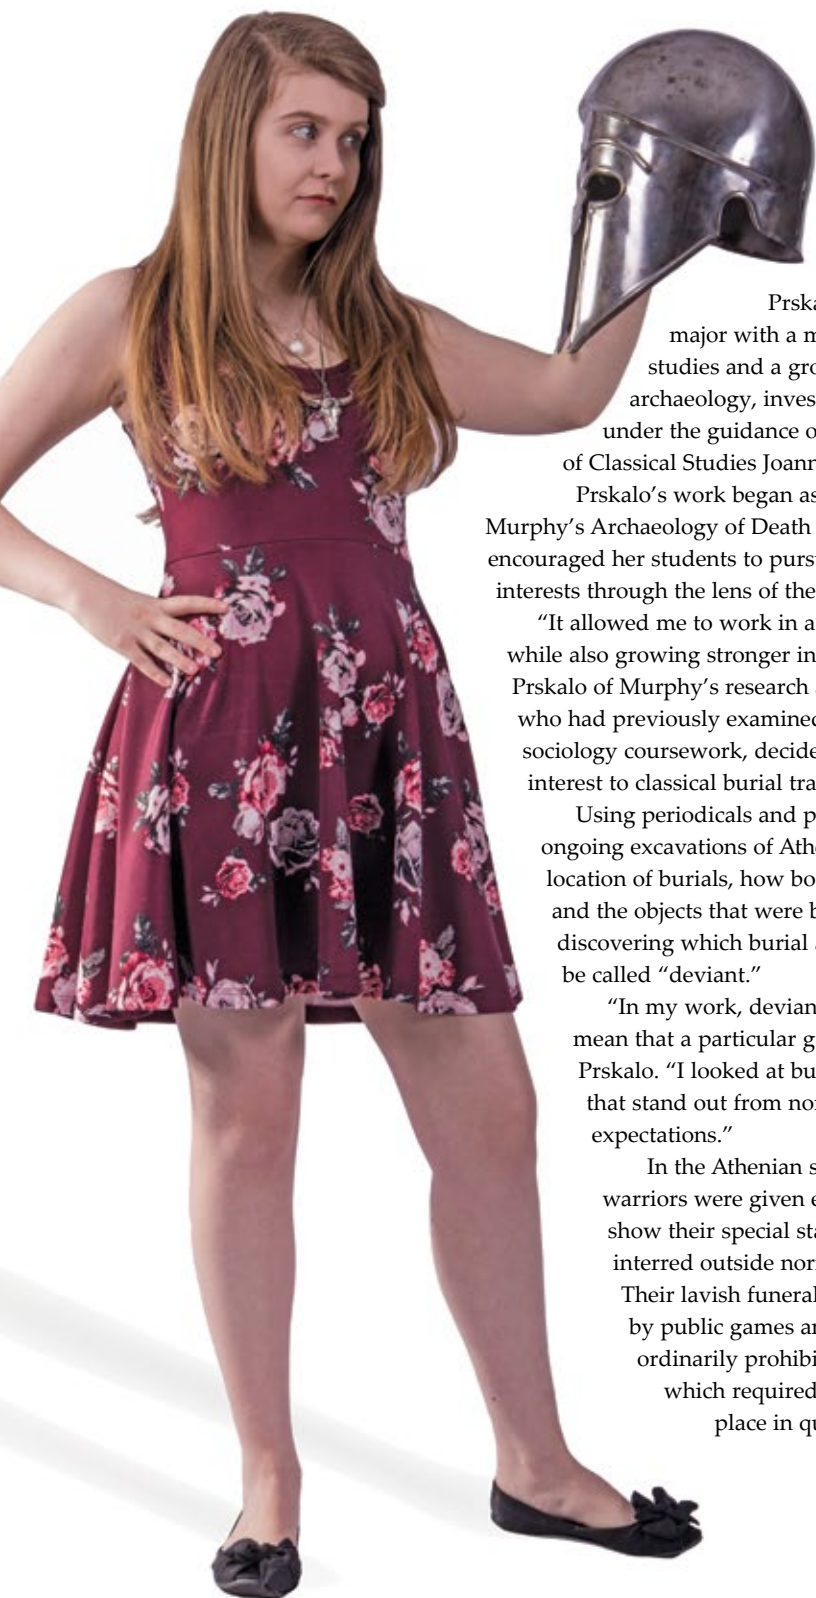 Prska
major with a m
studies and a gro
archaeology, inves
under the guidance o
of Classical Studies Joann
Prskalo’s work began as
Murphy’s Archaeology of Death
encouraged her students to purs
interests through the lens of the
“It allowed me to work in a
while also growing stronger in
Prskalo of Murphy’s research
who had previously examined
sociology coursework, decide
interest to classical burial tra
Using periodicals and p
ongoing excavations of Athe
location of burials, how bo
and the objects that were b
discovering which burial
be called “deviant.”
“In my work, devian
mean that a particular g
Prskalo. “I looked at bu
that stand out from nor
expectations.”
In the Athenian s
warriors were given e
show their special sta
interred outside nor
Their lavish funeral
by public games an
ordinarily prohibi
which required
place in qu